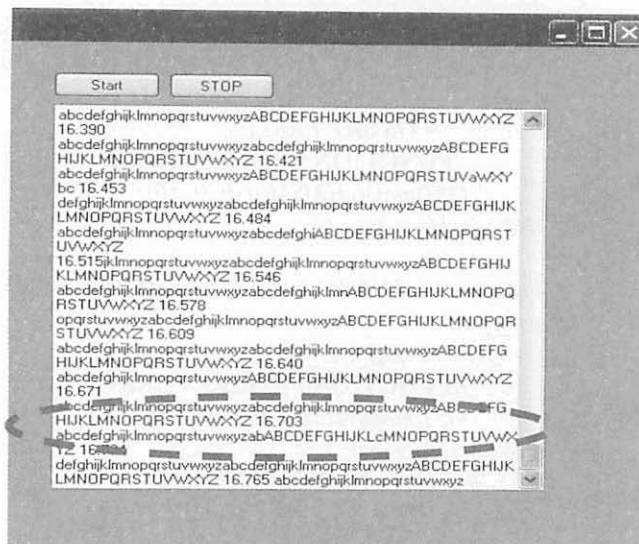 Start STOP
abcdefghijklmnopqrstuvwxyzABCDEFGHIJKLMNOPQRSTUVWXYZ
16.390
abcdefghijklmnopqrstuvwxyzabcdefghijklmnopqrstuvwxyzABCDEFG
HIJKLMNOPQRSTUVWXYZ 16.421
abcdefghijklmnopqrstuvwxyzABCDEFGHIJKLMNOPQRSTUVaWXY
bc 16.453
defghijklmnopqrstuvwxyzabcdefghijklmnopqrstuvwxyzABCDEFGHIJK
LMNOPQRSTUVWXYZ 16.484
abcdefghijklmnopqrstuvwxyzabcdefghiABCDEFGHIJKLMNOPQRST
UVWXYZ
16.515jklmnopqrstuvwxyzabcdefghijklmnopqrstuvwxyzABCDEFGHIJ
KLMNOPQRSTUVWXYZ 16.546
abcdefghijklmnopqrstuvwxyzabcdefghijklmnABCDEFGHIJKLMNOPQ
RSTUVWXYZ 16.578
opqrstuvwxyzabcdefghijklmnopqrstuvwxyzABCDEFGHIJKLMNOPQR
STUVWXYZ 16.609
abcdefghijklmnopqrstuvwxyzabcdefghijklmnopqrstuvwxyzABCDEFG
HIJKLMNOPQRSTUVWXYZ 16.640
abcdefghijklmnopqrstuvwxyzABCDEFGHIJKLMNOPQRSTUVWXYZ
16.671
abcdefghijklmnopqrstuvwxyzabcdefghijklmnopqrstuvwxyzABCDEFG
HIJKLMNOPQRSTUVWXYZ 16.703
abcdefghijklmnopqrstuvwxyzabABCDEFGHIJKLcMNOPQRSTUVWX
YZ
defghijklmnopqrstuvwxyzabcdefghijklmnopqrstuvwxyzABCDEFGHIJK
LMNOPQRSTUVWXYZ 16.765 abcdefghijklmnopqrstuvwxyz